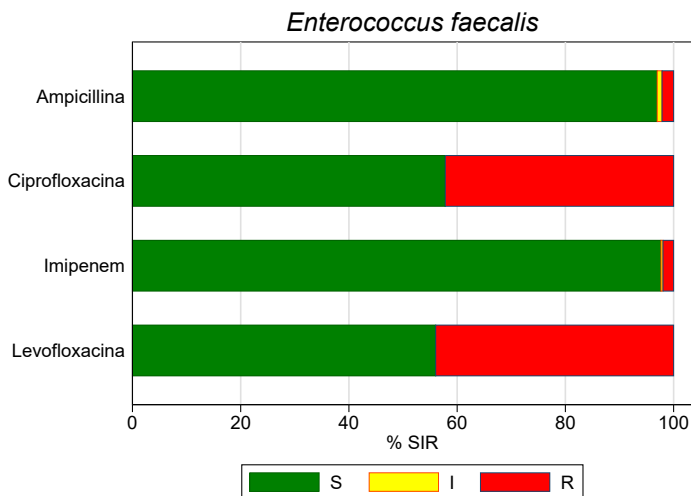 Enterococcus faecalis
Ampicillina
Ciprofloxacina
Imipenem
Levofloxacina
0 20 40 60 80 100
% SIR
S I R